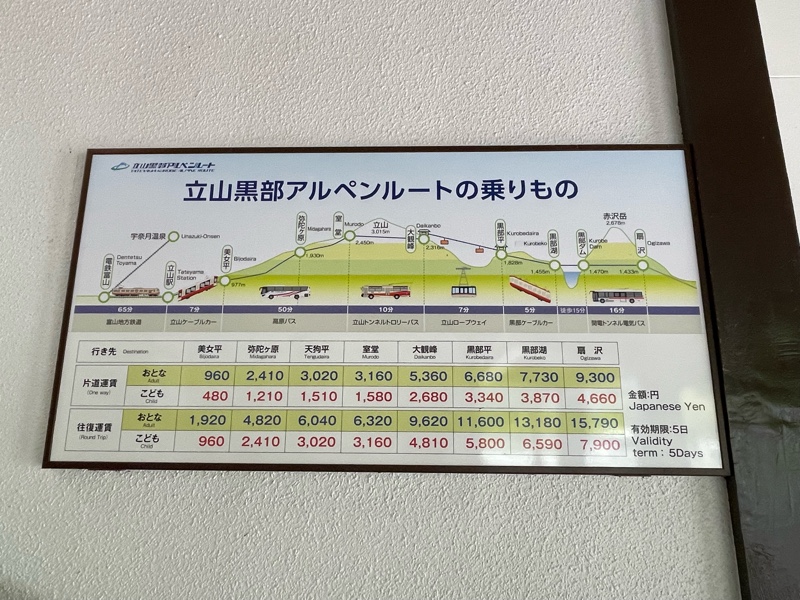 立山黒部アルペンルート
立山黒部アルペンルートの乗りもの
赤沢岳
2,678m
宇奈月温泉 Unazuki-Onsen
弥陀ヶ原 Midagahara
1,930m
室堂 Murodo
2,450m
立山
3,015m
大観峰 Daikanbo
2,316m
黒部平 Kurobedaira
1,828m
黒部湖 Kurobeko
1,455m
黒部ダム Kurobe Dam
1,470m
扇沢 Ogizawa
1,433m
電鉄富山 Dentetsu Toyama
立山駅 Tateyama Station
美女平 Bijodaira
977m
65分 7分 50分 10分 7分 5分 徒歩15分 16分
富山地方鉄道 立山ケーブルカー 高原バス 立山トンネルトロリーバス 立山ロープウェイ 黒部ケーブルカー 関電トンネル電気バス
行き先 Destination 美女平 弥陀ヶ原 天狗平 室堂 大観峰 黒部平 黒部湖 扇沢
Bijodaira Midagahara Tengudaira Murodo Daikanbo Kurobedaira Kurobeko Ogizawa
片道運賃 (One way) おとな Adult 960 2,410 3,020 3,160 5,360 6,680 7,730 9,300
こども Child 480 1,210 1,510 1,580 2,680 3,340 3,870 4,660
往復運賃 (Round Trip) おとな Adult 1,920 4,820 6,040 6,320 9,620 11,600 13,180 15,790
こども Child 960 2,410 3,020 3,160 4,810 5,800 6,590 7,900
金額:円
Japanese Yen
有効期限:5日
Validity
term : 5Days